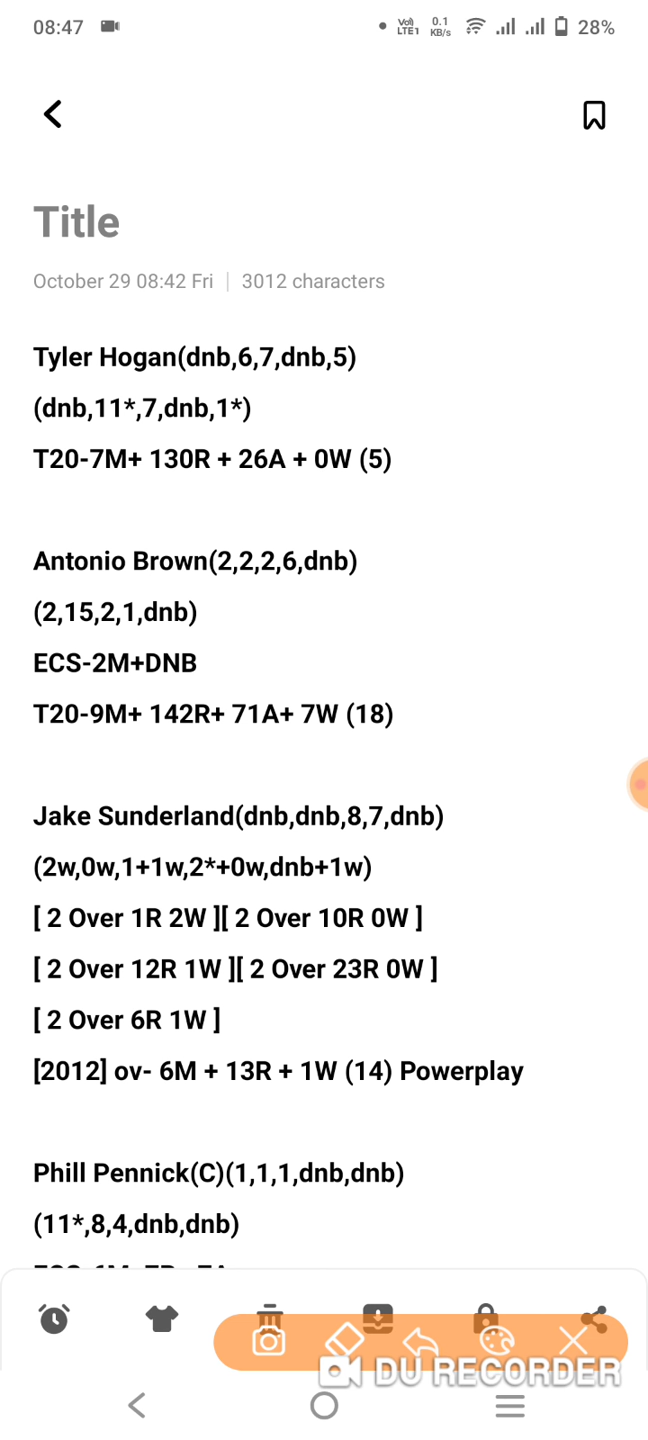 08:47
Vo) LTE1 0.1 KB/s 28%
Title
October 29 08:42 Fri | 3012 characters
Tyler Hogan(dnb,6,7,dnb,5)
(dnb,11*,7,dnb,1*)
T20-7M+ 130R + 26A + 0W (5)
Antonio Brown(2,2,2,6,dnb)
(2,15,2,1,dnb)
ECS-2M+DNB
T20-9M+ 142R+ 71A+ 7W (18)
Jake Sunderland(dnb,dnb,8,7,dnb)
(2w,0w,1+1w,2*+0w,dnb+1w)
[ 2 Over 1R 2W ][ 2 Over 10R 0W ]
[ 2 Over 12R 1W ][ 2 Over 23R 0W ]
[ 2 Over 6R 1W ]
[2012] ov- 6M + 13R + 1W (14) Powerplay
Phill Pennick(C)(1,1,1,dnb,dnb)
(11*,8,4,dnb,dnb)
DU RECORDER